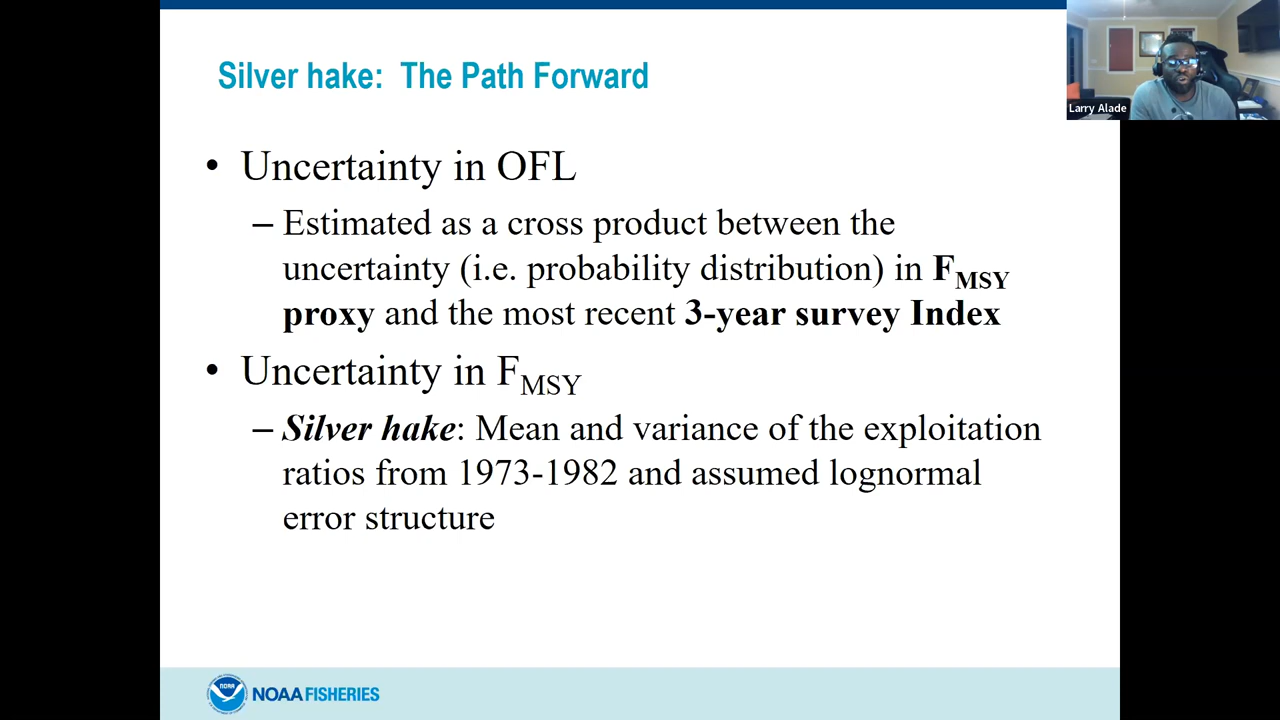 Silver hake: The Path Forward
Larry Alade
• Uncertainty in OFL
– Estimated as a cross product between the
uncertainty (i.e. probability distribution) in FMSY
proxy and the most recent 3-year survey Index
• Uncertainty in FMSY
– Silver hake: Mean and variance of the exploitation
ratios from 1973-1982 and assumed lognormal
error structure
NOAA
NOAA FISHERIES